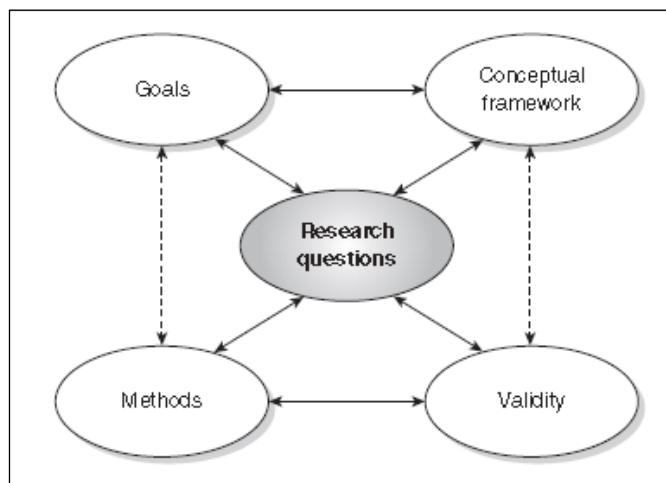 Goals
Conceptual
framework
Research
questions
Methods
Validity